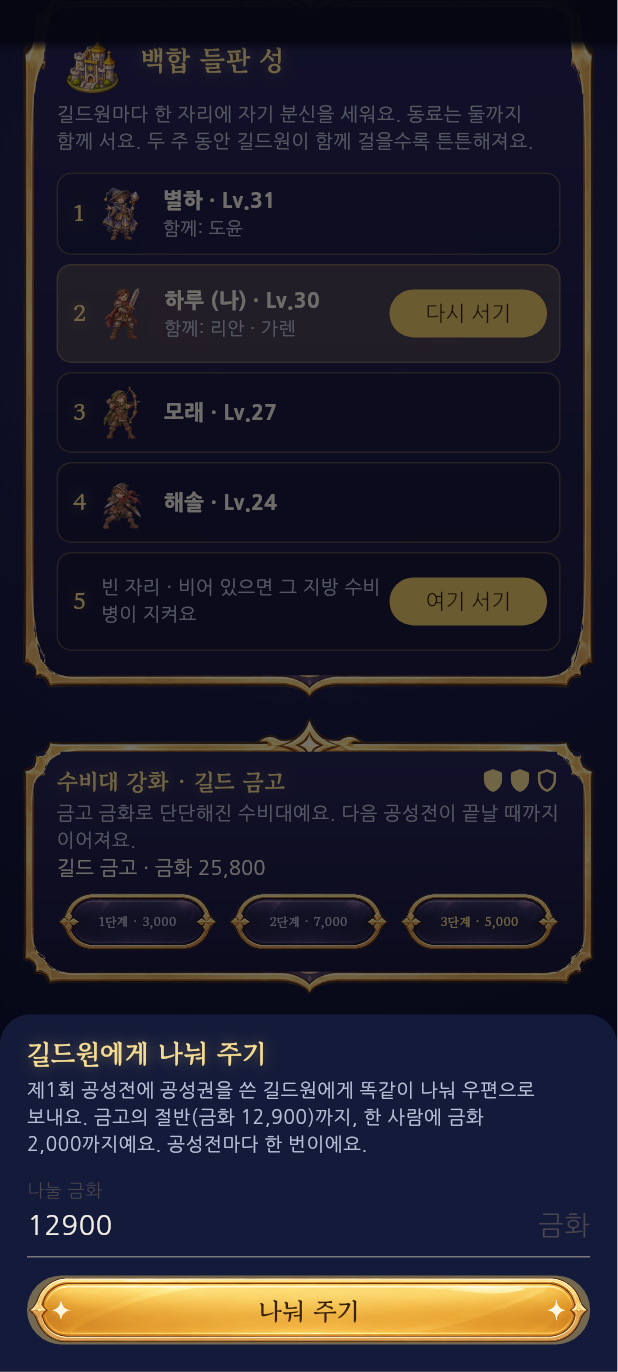 백합 들판 성
길드원마다 한 자리에 자기 분신을 세워요. 동료는 둘까지
함께 서요. 두 주 동안 길드원이 함께 걸을수록 튼튼해져요.
1
별하 · Lv.31
함께: 도윤
2
하루 (나) · Lv.30
함께: 리안 · 가렌
다시 서기
3
모래 · Lv.27
4
해솔 · Lv.24
5
빈 자리 · 비어 있으면 그 지방 수비
병이 지켜요
여기 서기
수비대 강화 · 길드 금고
금고 금화로 단단해진 수비대예요. 다음 공성전이 끝날 때까지
이어져요.
길드 금고 · 금화 25,800
1단계 · 3,000
2단계 · 7,000
3단계 · 5,000
길드원에게 나눠 주기
제1회 공성전에 공성권을 쓴 길드원에게 똑같이 나눠 우편으로
보내요. 금고의 절반(금화 12,900)까지, 한 사람에 금화
2,000까지예요. 공성전마다 한 번이에요.
나눌 금화
12900
금화
나눠 주기